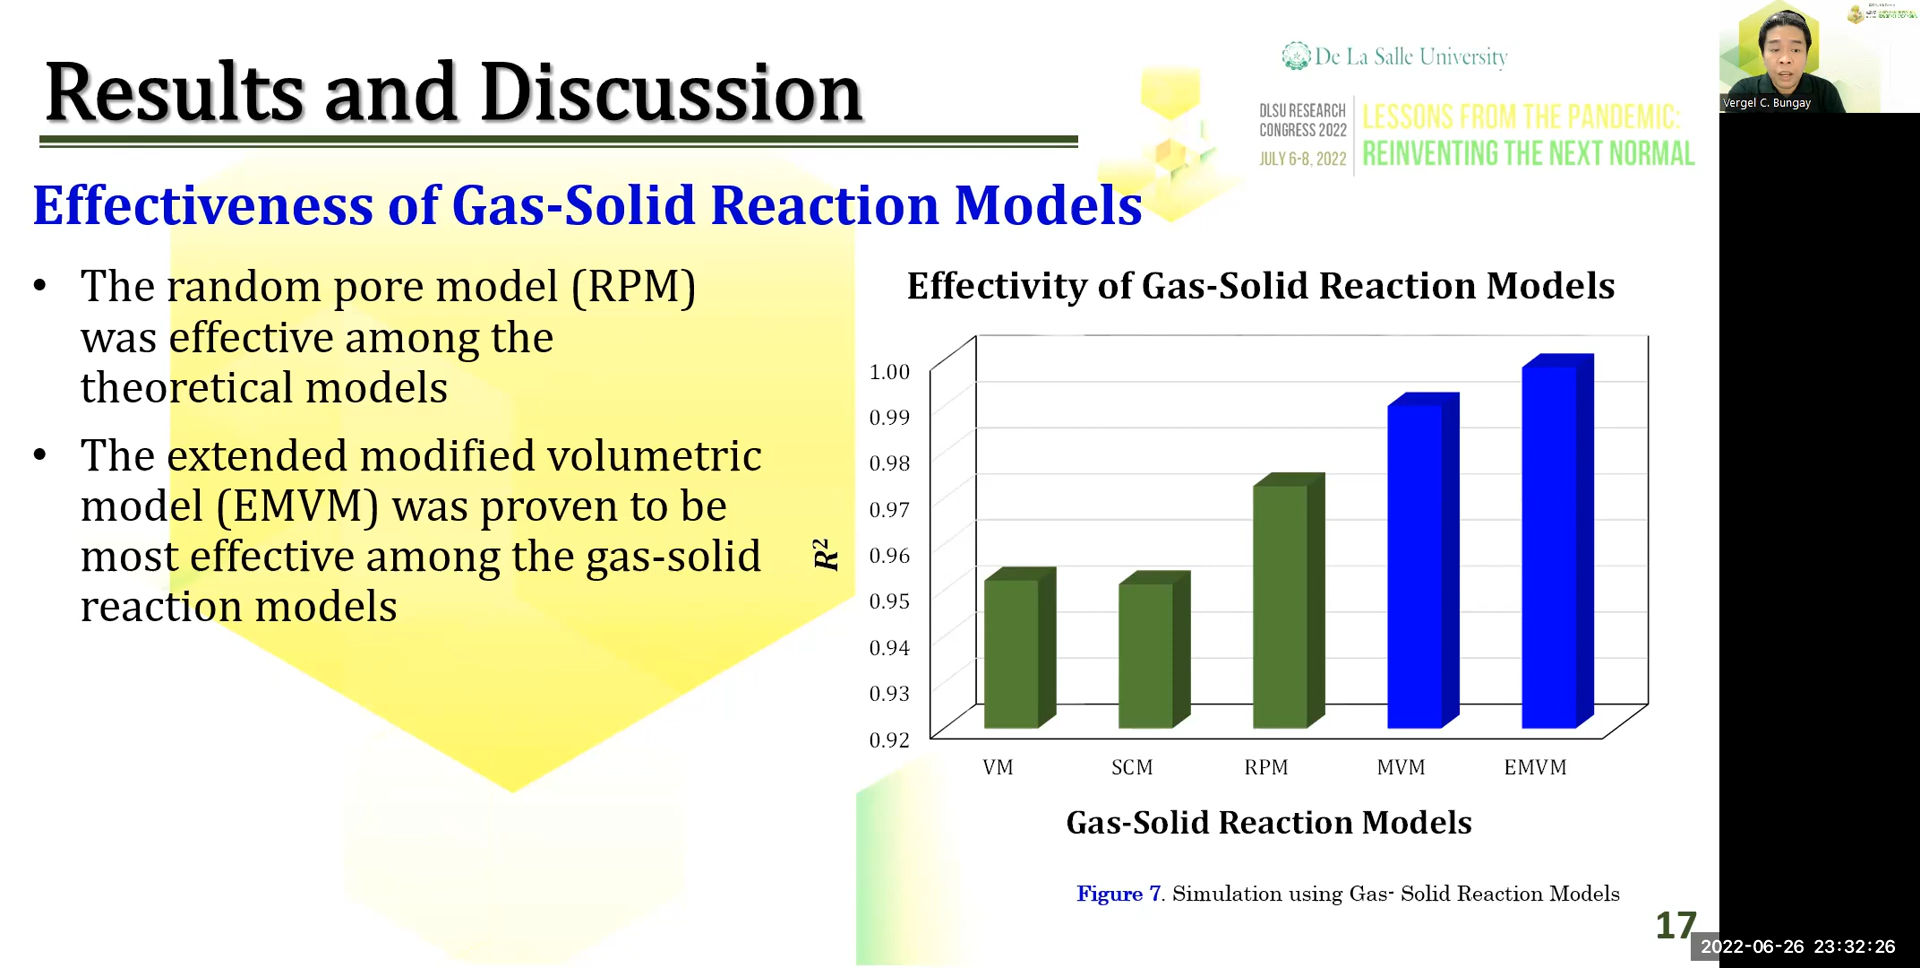 Results and Discussion
De La Salle University
DLSU RESEARCH
CONGRESS 2022
JULY 6-8, 2022
LESSONS FROM THE PANDEMIC:
REINVENTING THE NEXT NORMAL
Vergel C. Bungay
Effectiveness of Gas-Solid Reaction Models
• The random pore model (RPM)
was effective among the
theoretical models
• The extended modified volumetric
model (EMVM) was proven to be
most effective among the gas-solid
reaction models
Effectivity of Gas-Solid Reaction Models
R²
1.00
0.99
0.98
0.97
0.96
0.95
0.94
0.93
0.92
VM SCM RPM MVM EMVM
Gas-Solid Reaction Models
Figure 7. Simulation using Gas- Solid Reaction Models
17
2022-06-26 23:32:26